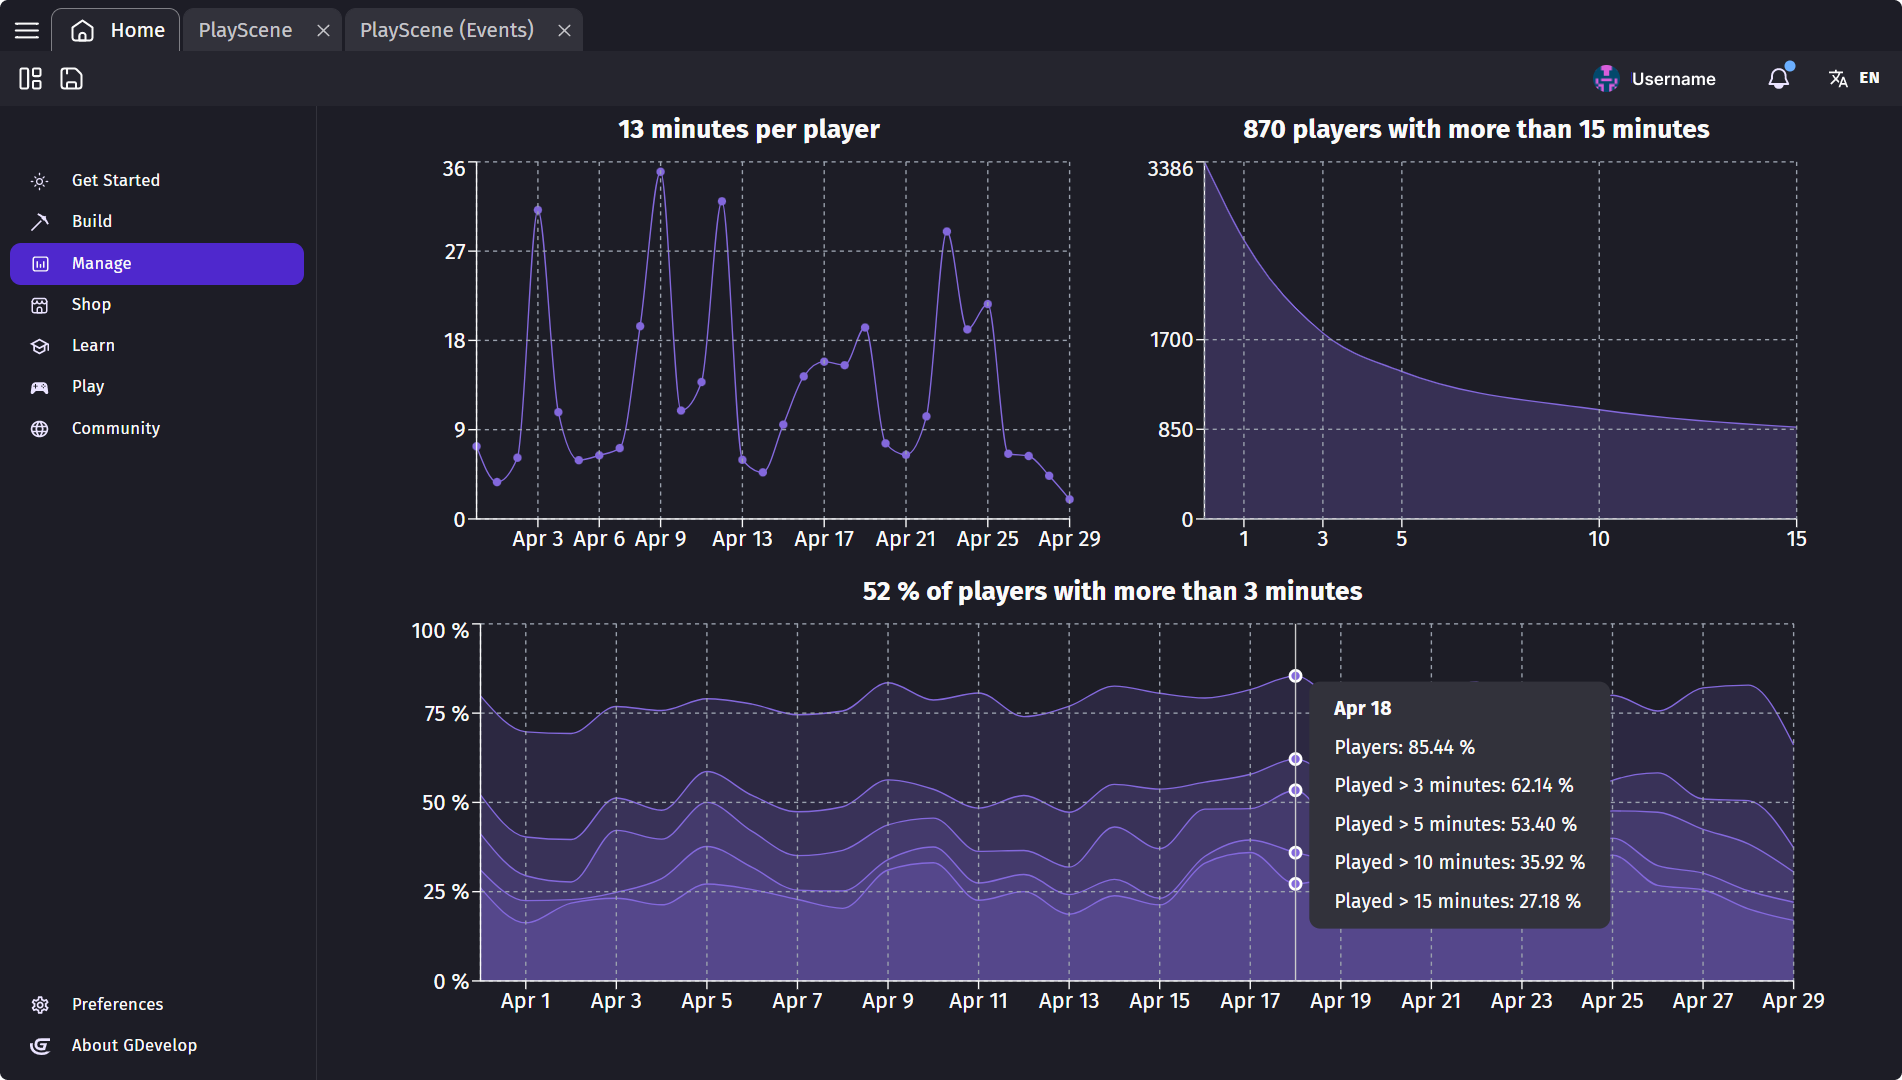 Home
PlayScene
PlayScene (Events)
Username
EN
Get Started
Build
Manage
Shop
Learn
Play
Community
Preferences
About GDevelop
13 minutes per player
36
27
18
9
0
Apr 3 Apr 6 Apr 9 Apr 13 Apr 17 Apr 21 Apr 25 Apr 29
870 players with more than 15 minutes
3386
1700
850
0
1 3 5 10 15
52 % of players with more than 3 minutes
100 %
75 %
50 %
25 %
0 %
Apr 1 Apr 3 Apr 5 Apr 7 Apr 9 Apr 11 Apr 13 Apr 15 Apr 17 Apr 19 Apr 21 Apr 23 Apr 25 Apr 27 Apr 29
Apr 18
Players: 85.44 %
Played > 3 minutes: 62.14 %
Played > 5 minutes: 53.40 %
Played > 10 minutes: 35.92 %
Played > 15 minutes: 27.18 %